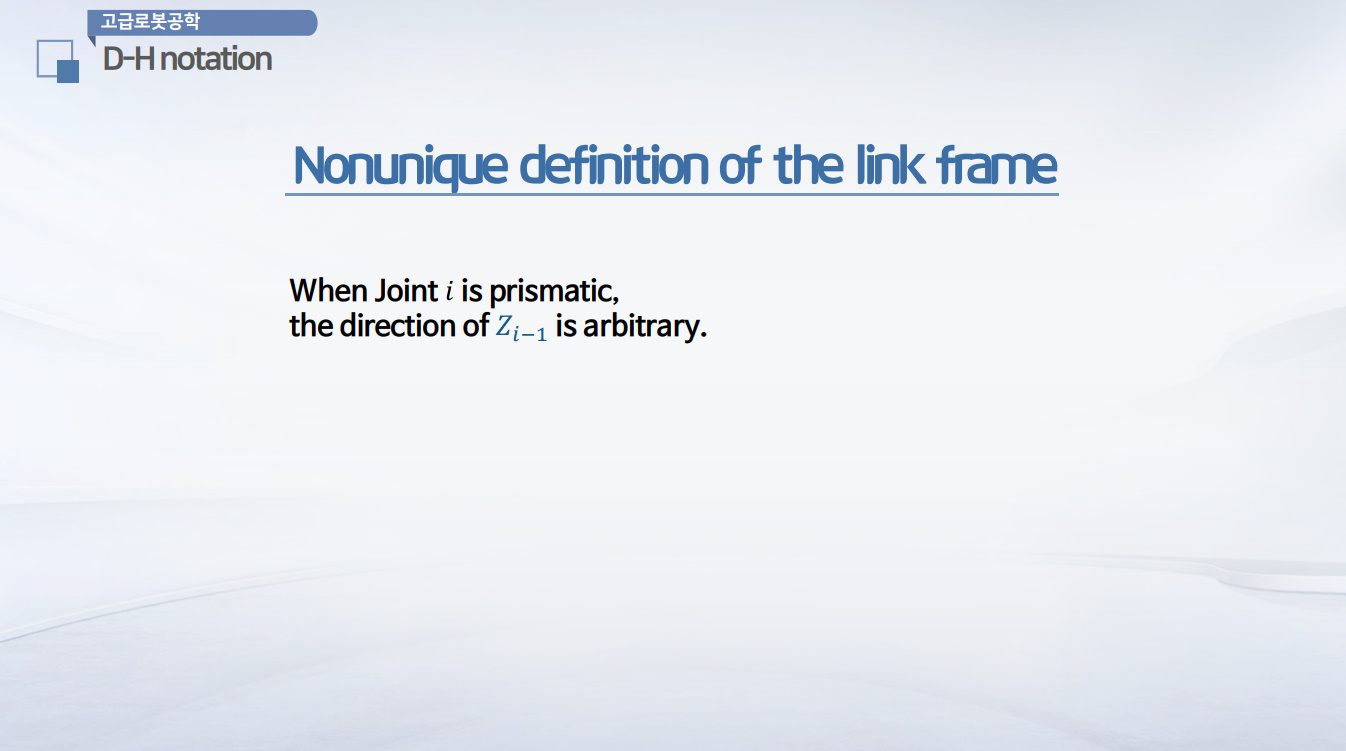 고급로봇공학
D-H notation
Nonunique definition of the link frame
When Joint i is prismatic,
the direction of Z_{i−1} is arbitrary.